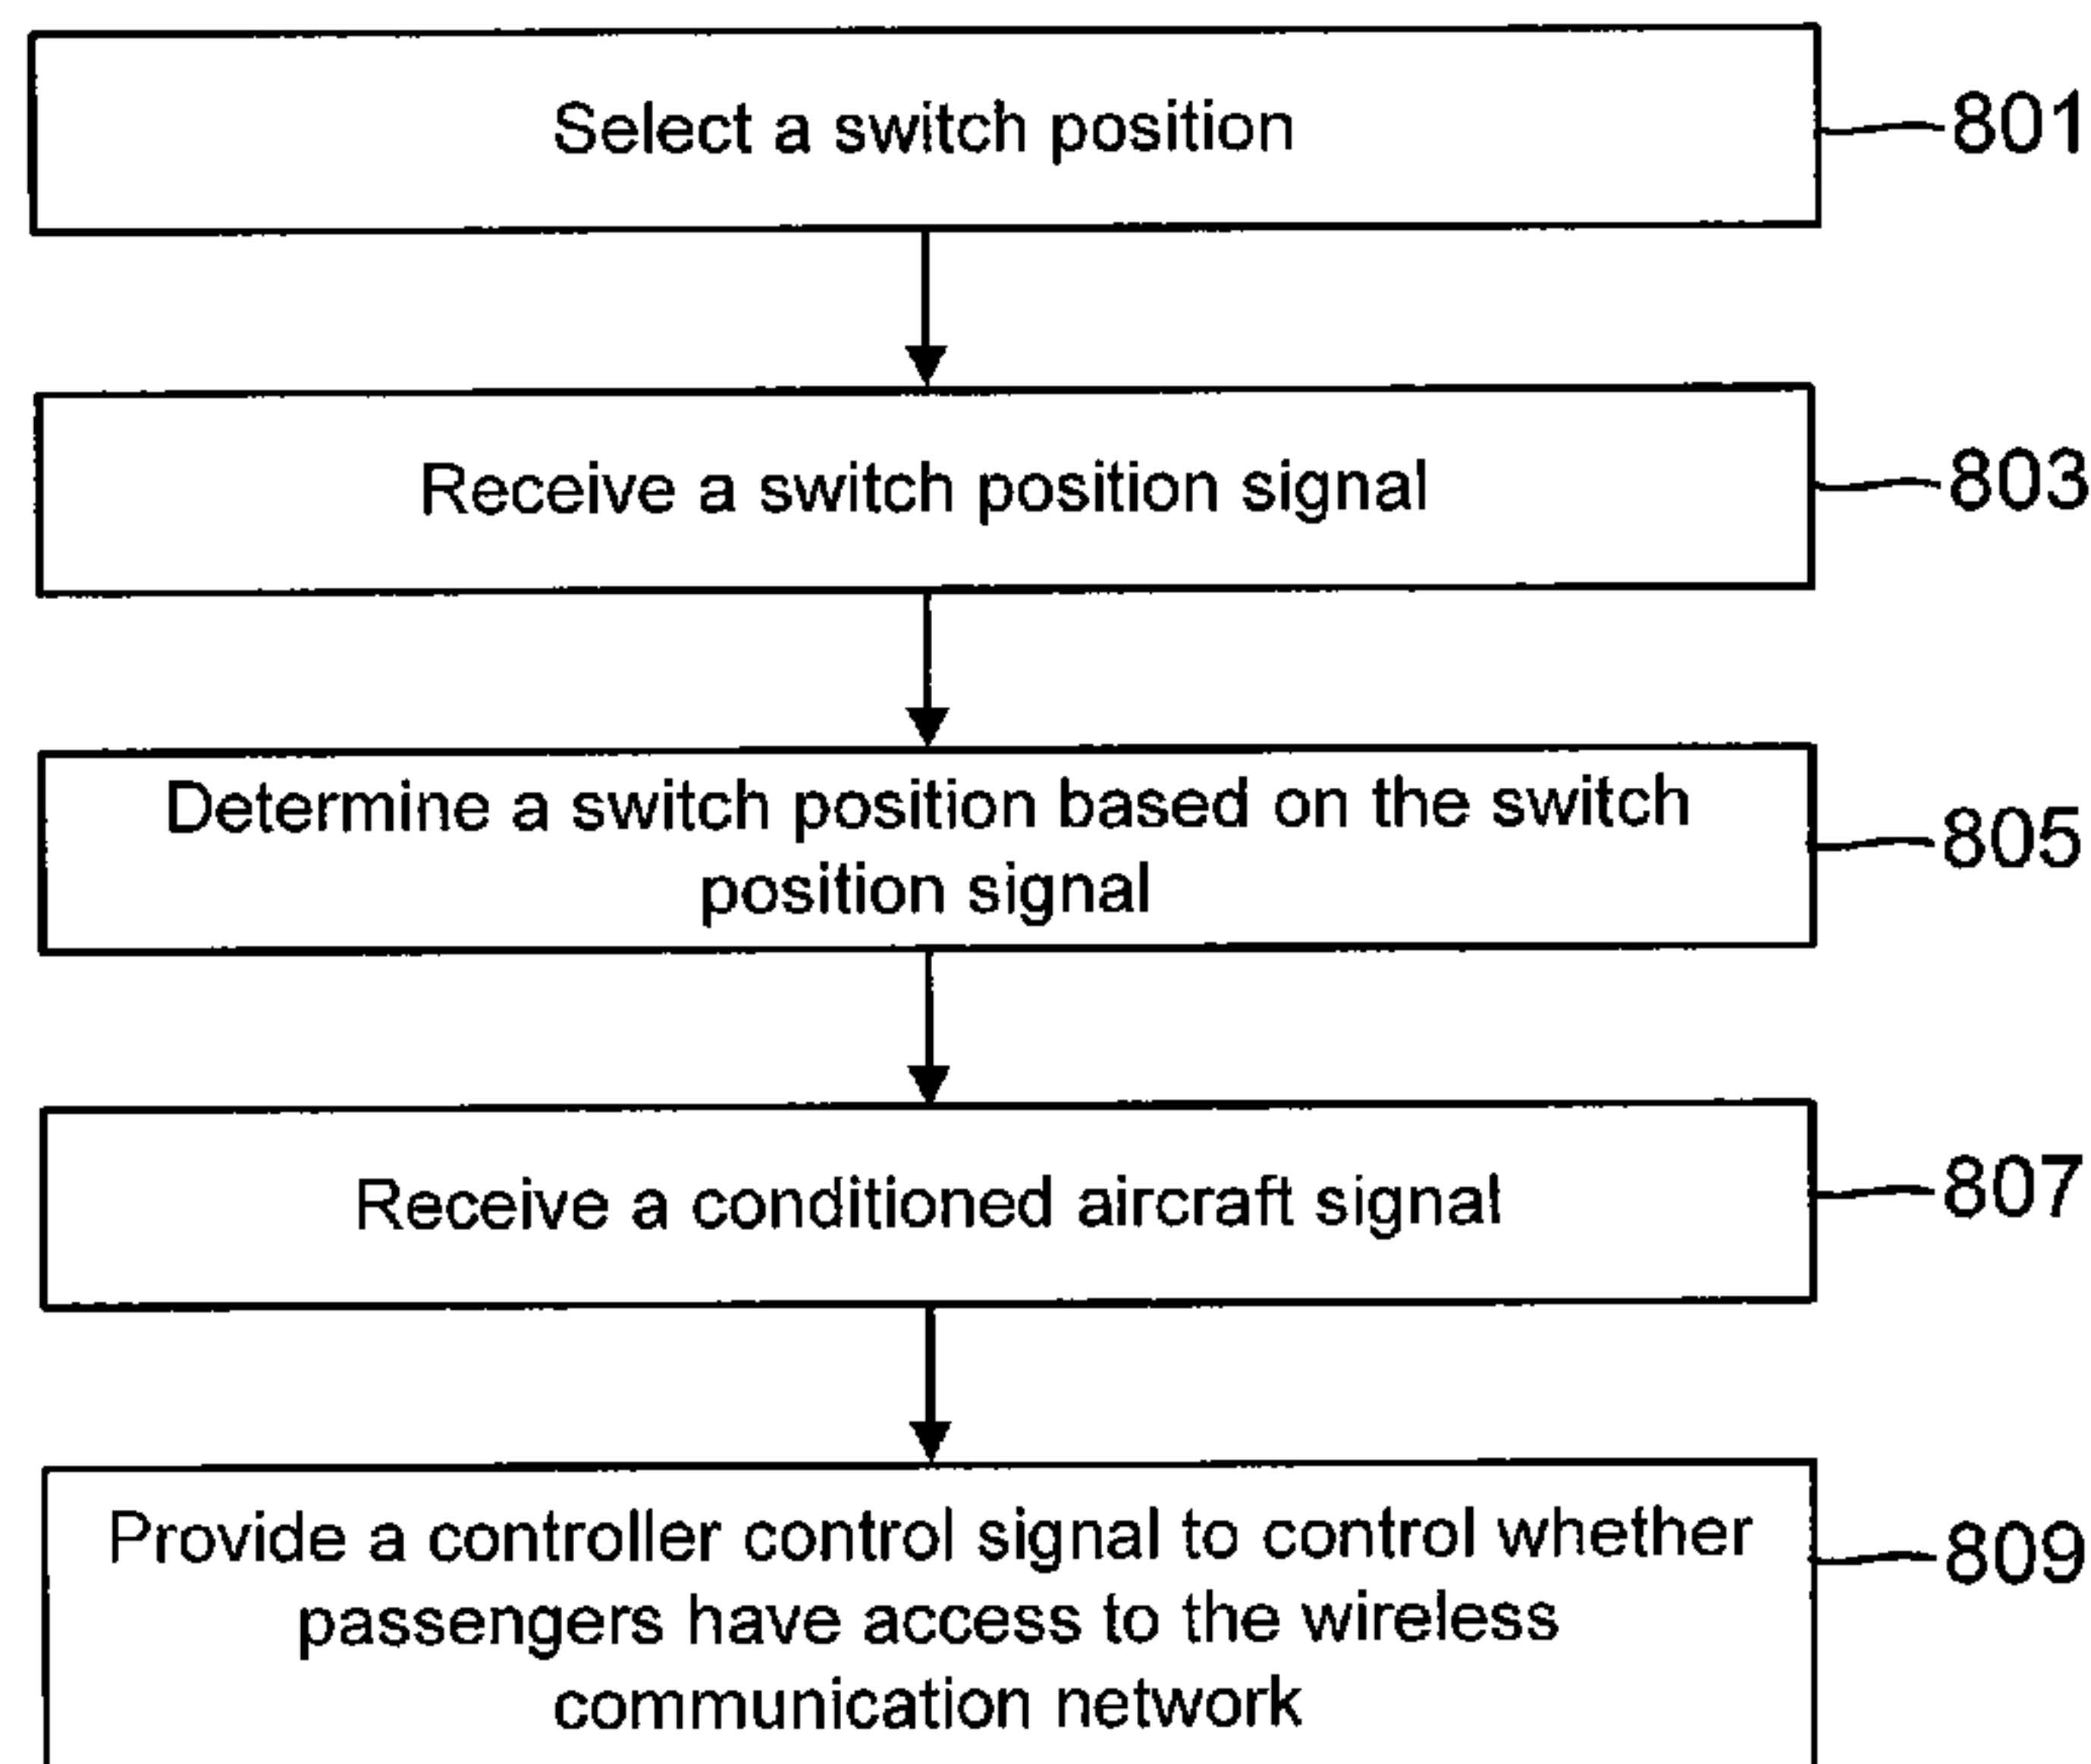 Select a switch position
801
Receive a switch position signal
803
Determine a switch position based on the switch
position signal
805
Receive a conditioned aircraft signal
807
Provide a controller control signal to control whether
passengers have access to the wireless
communication network
809